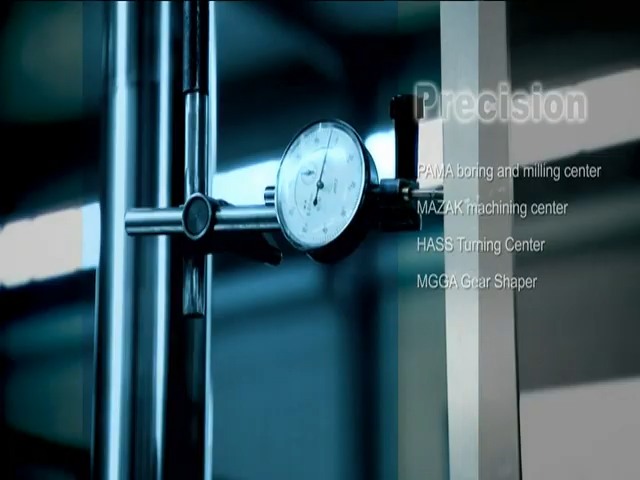 Precision
PAMA boring and milling center
MAZAK machining center
HASS Turning Center
MGGA Gear Shaper